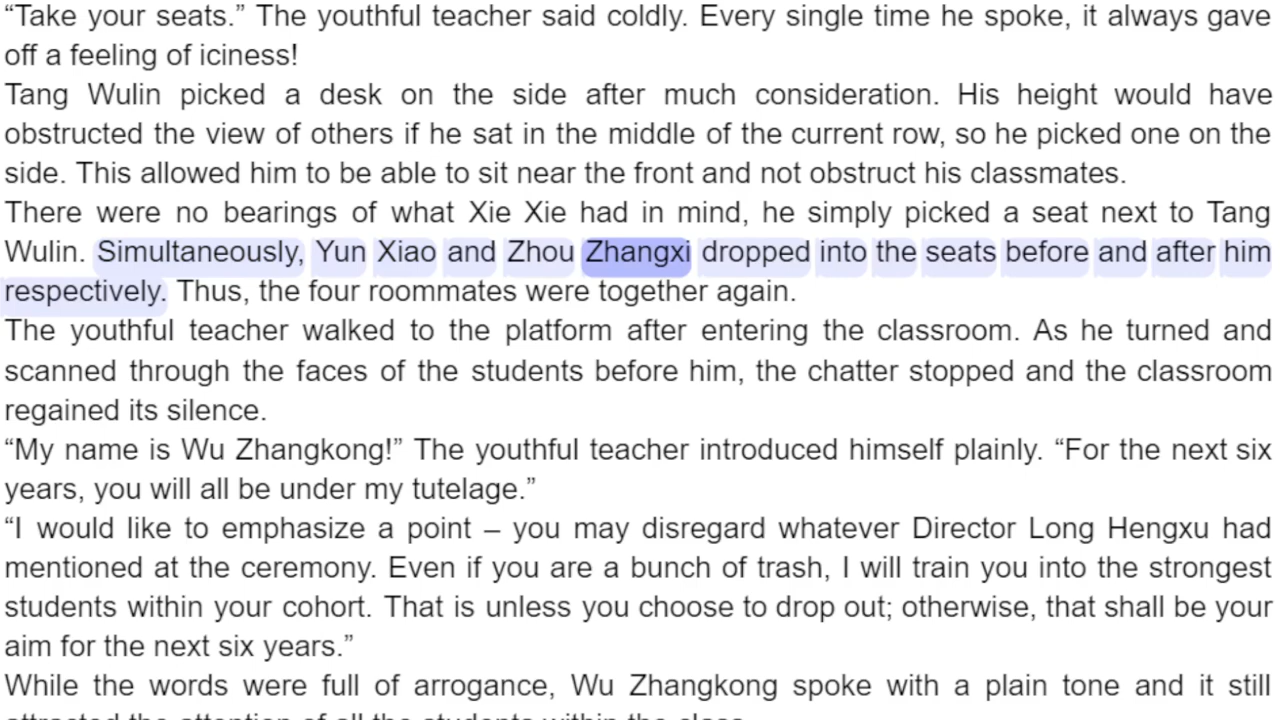 “Take your seats.” The youthful teacher said coldly. Every single time he spoke, it always gave
off a feeling of iciness!
Tang Wulin picked a desk on the side after much consideration. His height would have
obstructed the view of others if he sat in the middle of the current row, so he picked one on the
side. This allowed him to be able to sit near the front and not obstruct his classmates.
There were no bearings of what Xie Xie had in mind, he simply picked a seat next to Tang
Wulin. Simultaneously, Yun Xiao and Zhou Zhangxi dropped into the seats before and after him
respectively. Thus, the four roommates were together again.
The youthful teacher walked to the platform after entering the classroom. As he turned and
scanned through the faces of the students before him, the chatter stopped and the classroom
regained its silence.
“My name is Wu Zhangkong!” The youthful teacher introduced himself plainly. “For the next six
years, you will all be under my tutelage.”
“I would like to emphasize a point – you may disregard whatever Director Long Hengxu had
mentioned at the ceremony. Even if you are a bunch of trash, I will train you into the strongest
students within your cohort. That is unless you choose to drop out; otherwise, that shall be your
aim for the next six years.”
While the words were full of arrogance, Wu Zhangkong spoke with a plain tone and it still
attracted the attention of all the students within the class.